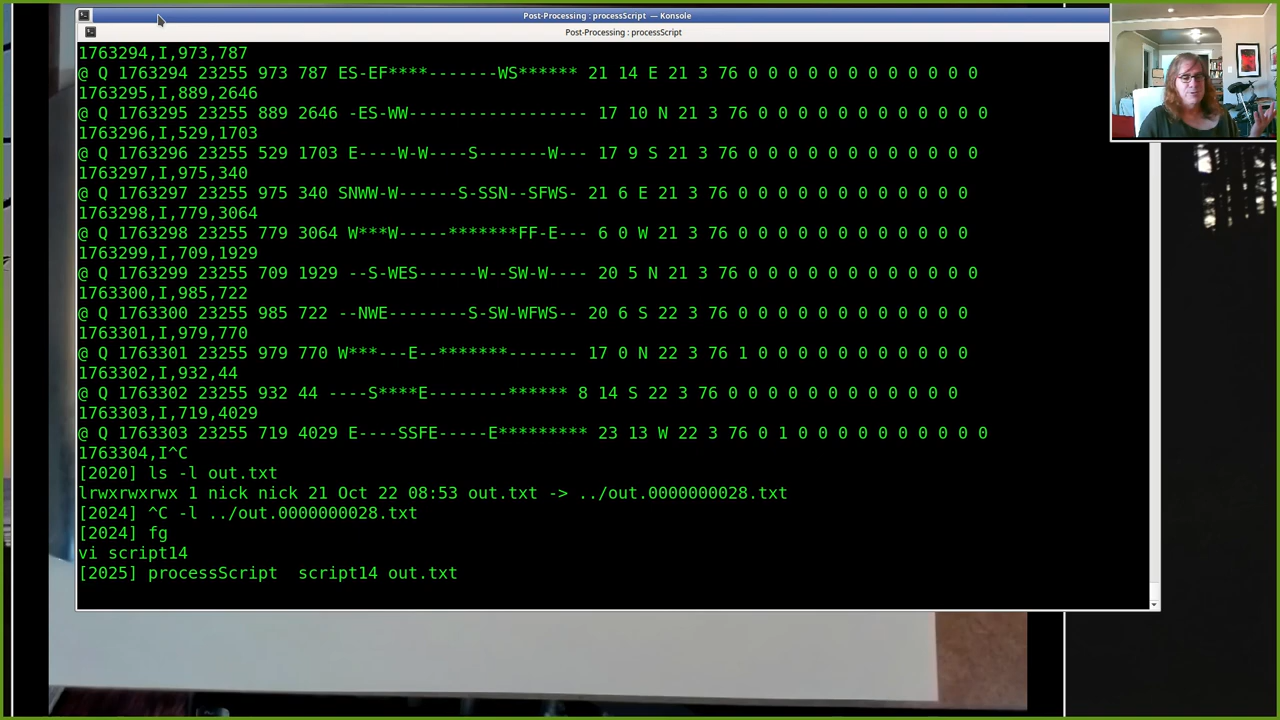 Post-Processing : processScript — Konsole
Post-Processing : processScript
1763294,I,973,787
@ Q 1763294 23255 973 787 ES-EF****-------WS****** 21 14 E 21 3 76 0 0 0 0 0 0 0 0 0 0 0 0
1763295,I,889,2646
@ Q 1763295 23255 889 2646 -ES-WW------------------ 17 10 N 21 3 76 0 0 0 0 0 0 0 0 0 0 0 0
1763296,I,529,1703
@ Q 1763296 23255 529 1703 E----W-W----S-------W--- 17 9 S 21 3 76 0 0 0 0 0 0 0 0 0 0 0 0
1763297,I,975,340
@ Q 1763297 23255 975 340 SNWW-W------S-SSN--SFWS- 21 6 E 21 3 76 0 0 0 0 0 0 0 0 0 0 0 0
1763298,I,779,3064
@ Q 1763298 23255 779 3064 W***W-----*******FF-E--- 6 0 W 21 3 76 0 0 0 0 0 0 0 0 0 0 0 0
1763299,I,709,1929
@ Q 1763299 23255 709 1929 --S-WES------W--SW-W---- 20 5 N 21 3 76 0 0 0 0 0 0 0 0 0 0 0 0
1763300,I,985,722
@ Q 1763300 23255 985 722 --NWE--------S-SW-WFWS-- 20 6 S 22 3 76 0 0 0 0 0 0 0 0 0 0 0 0
1763301,I,979,770
@ Q 1763301 23255 979 770 W***---E--*******------- 17 0 N 22 3 76 1 0 0 0 0 0 0 0 0 0 0 0
1763302,I,932,44
@ Q 1763302 23255 932 44 ----S****E--------****** 8 14 S 22 3 76 0 0 0 0 0 0 0 0 0 0 0 0
1763303,I,719,4029
@ Q 1763303 23255 719 4029 E----SSFE-----E********* 23 13 W 22 3 76 0 1 0 0 0 0 0 0 0 0 0 0
1763304,I^C
[2020] ls -l out.txt
lrwxrwxrwx 1 nick nick 21 Oct 22 08:53 out.txt -> ../out.0000000028.txt
[2024] ^C -l ../out.0000000028.txt
[2024] fg
vi script14
[2025] processScript  script14 out.txt